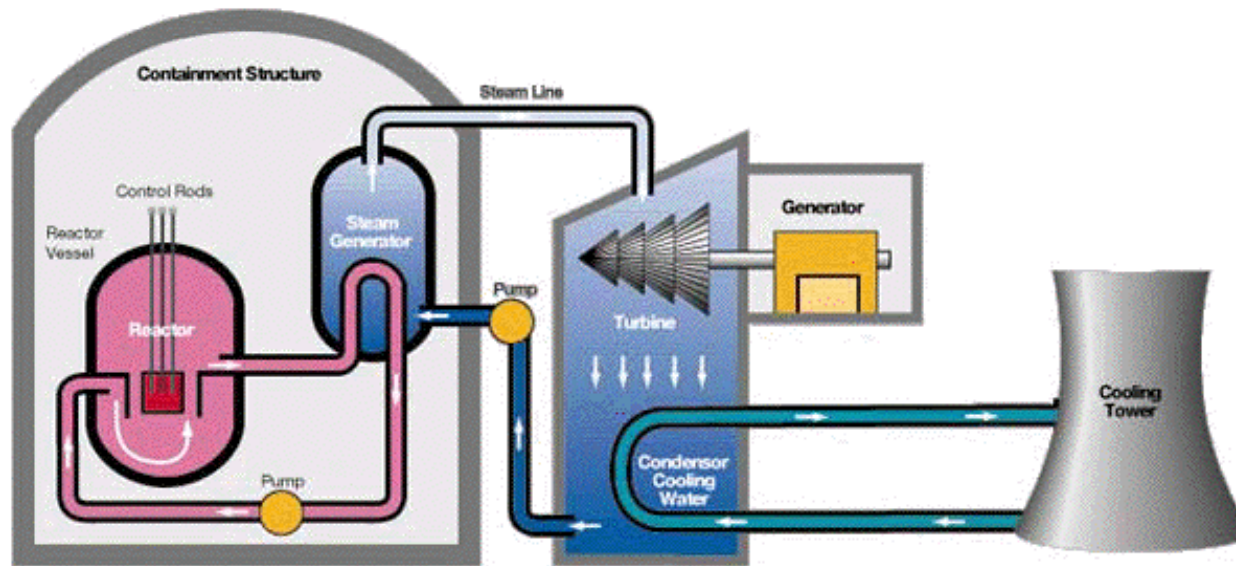 Containment Structure
Steam Line
Control Rods
Reactor
Vessel
Steam
Generator
Generator
Pump
Reactor
Turbine
Cooling
Tower
Condensor
Cooling
Water
Pump